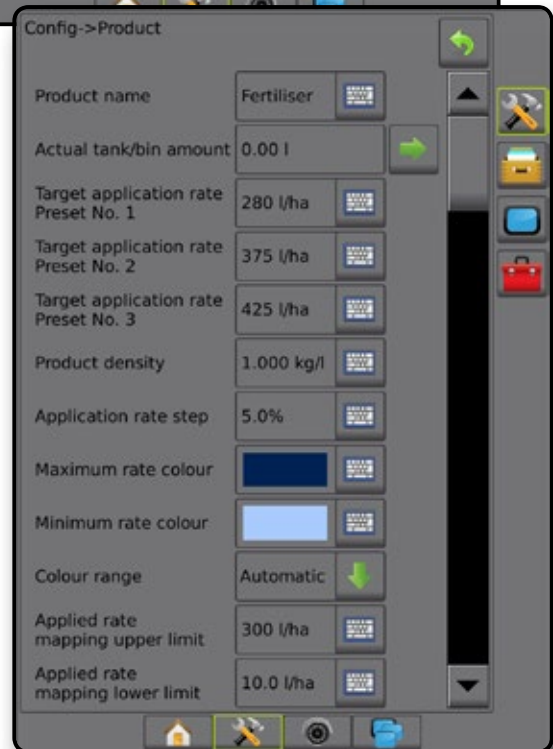 Config->Product
Product name
Fertiliser
Actual tank/bin amount
0.00 l
Target application rate
Preset No. 1
280 l/ha
Target application rate
Preset No. 2
375 l/ha
Target application rate
Preset No. 3
425 l/ha
Product density
1.000 kg/l
Application rate step
5.0%
Maximum rate colour
Minimum rate colour
Colour range
Automatic
Applied rate
mapping upper limit
300 l/ha
Applied rate
mapping lower limit
10.0 l/ha